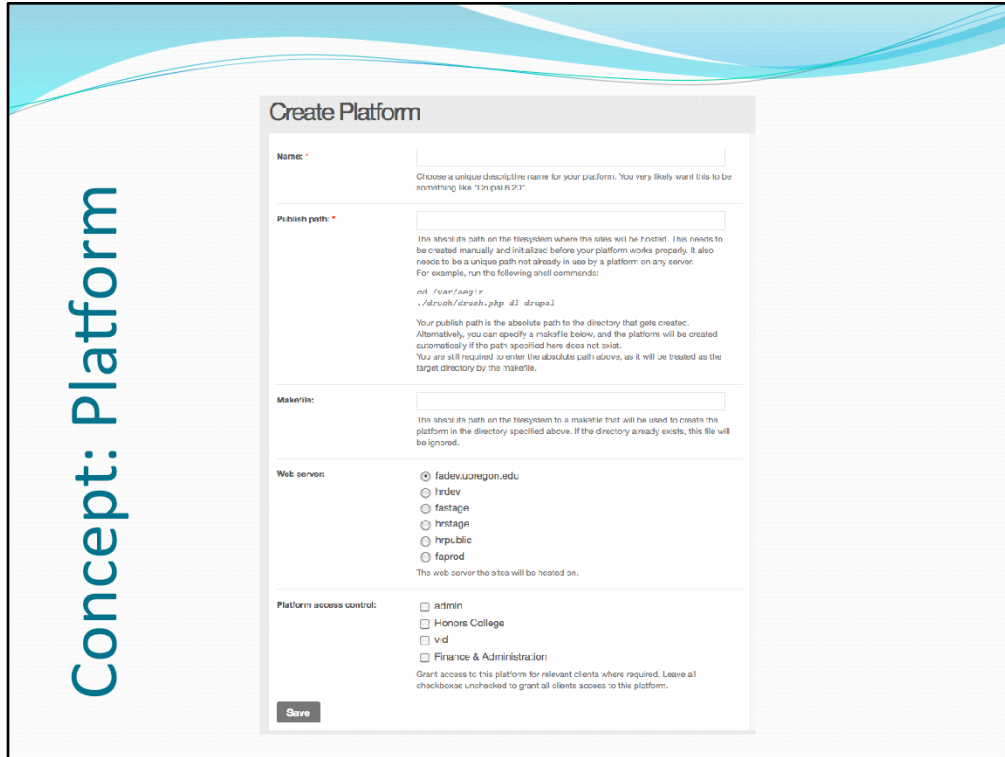 Concept: Platform
Create Platform
Name: *
Choose a unique descriptive name for your platform. You very likely want this to be
something like "Drupal 6.20".
Publish path: *
The absolute path on the filesystem where the sites will be hosted. This needs to
be created manually and initialized before your platform works properly. It also
needs to be a unique path not already in use by a platform on any server.
For example, run the following shell commands:
cd /var/aegir
./drush/drush.php dl drupal
Your publish path is the absolute path to the directory that gets created.
Alternatively, you can specify a makefile below, and the platform will be created
automatically if the path specified here does not exist.
You are still required to enter the absolute path above, as it will be treated as the
target directory by the makefile.
Makefile:
The absolute path on the filesystem to a makefile that will be used to create the
platform in the directory specified above. If the directory already exists, this file will
be ignored.
Web server:
fadev.uoregon.edu
hrdev
fastage
hrstage
hrpublic
faprod
The web server the sites will be hosted on.
Platform access control:
admin
Honors College
vid
Finance & Administration
Grant access to this platform for relevant clients where required. Leave all
checkboxes unchecked to grant all clients access to this platform.
Save